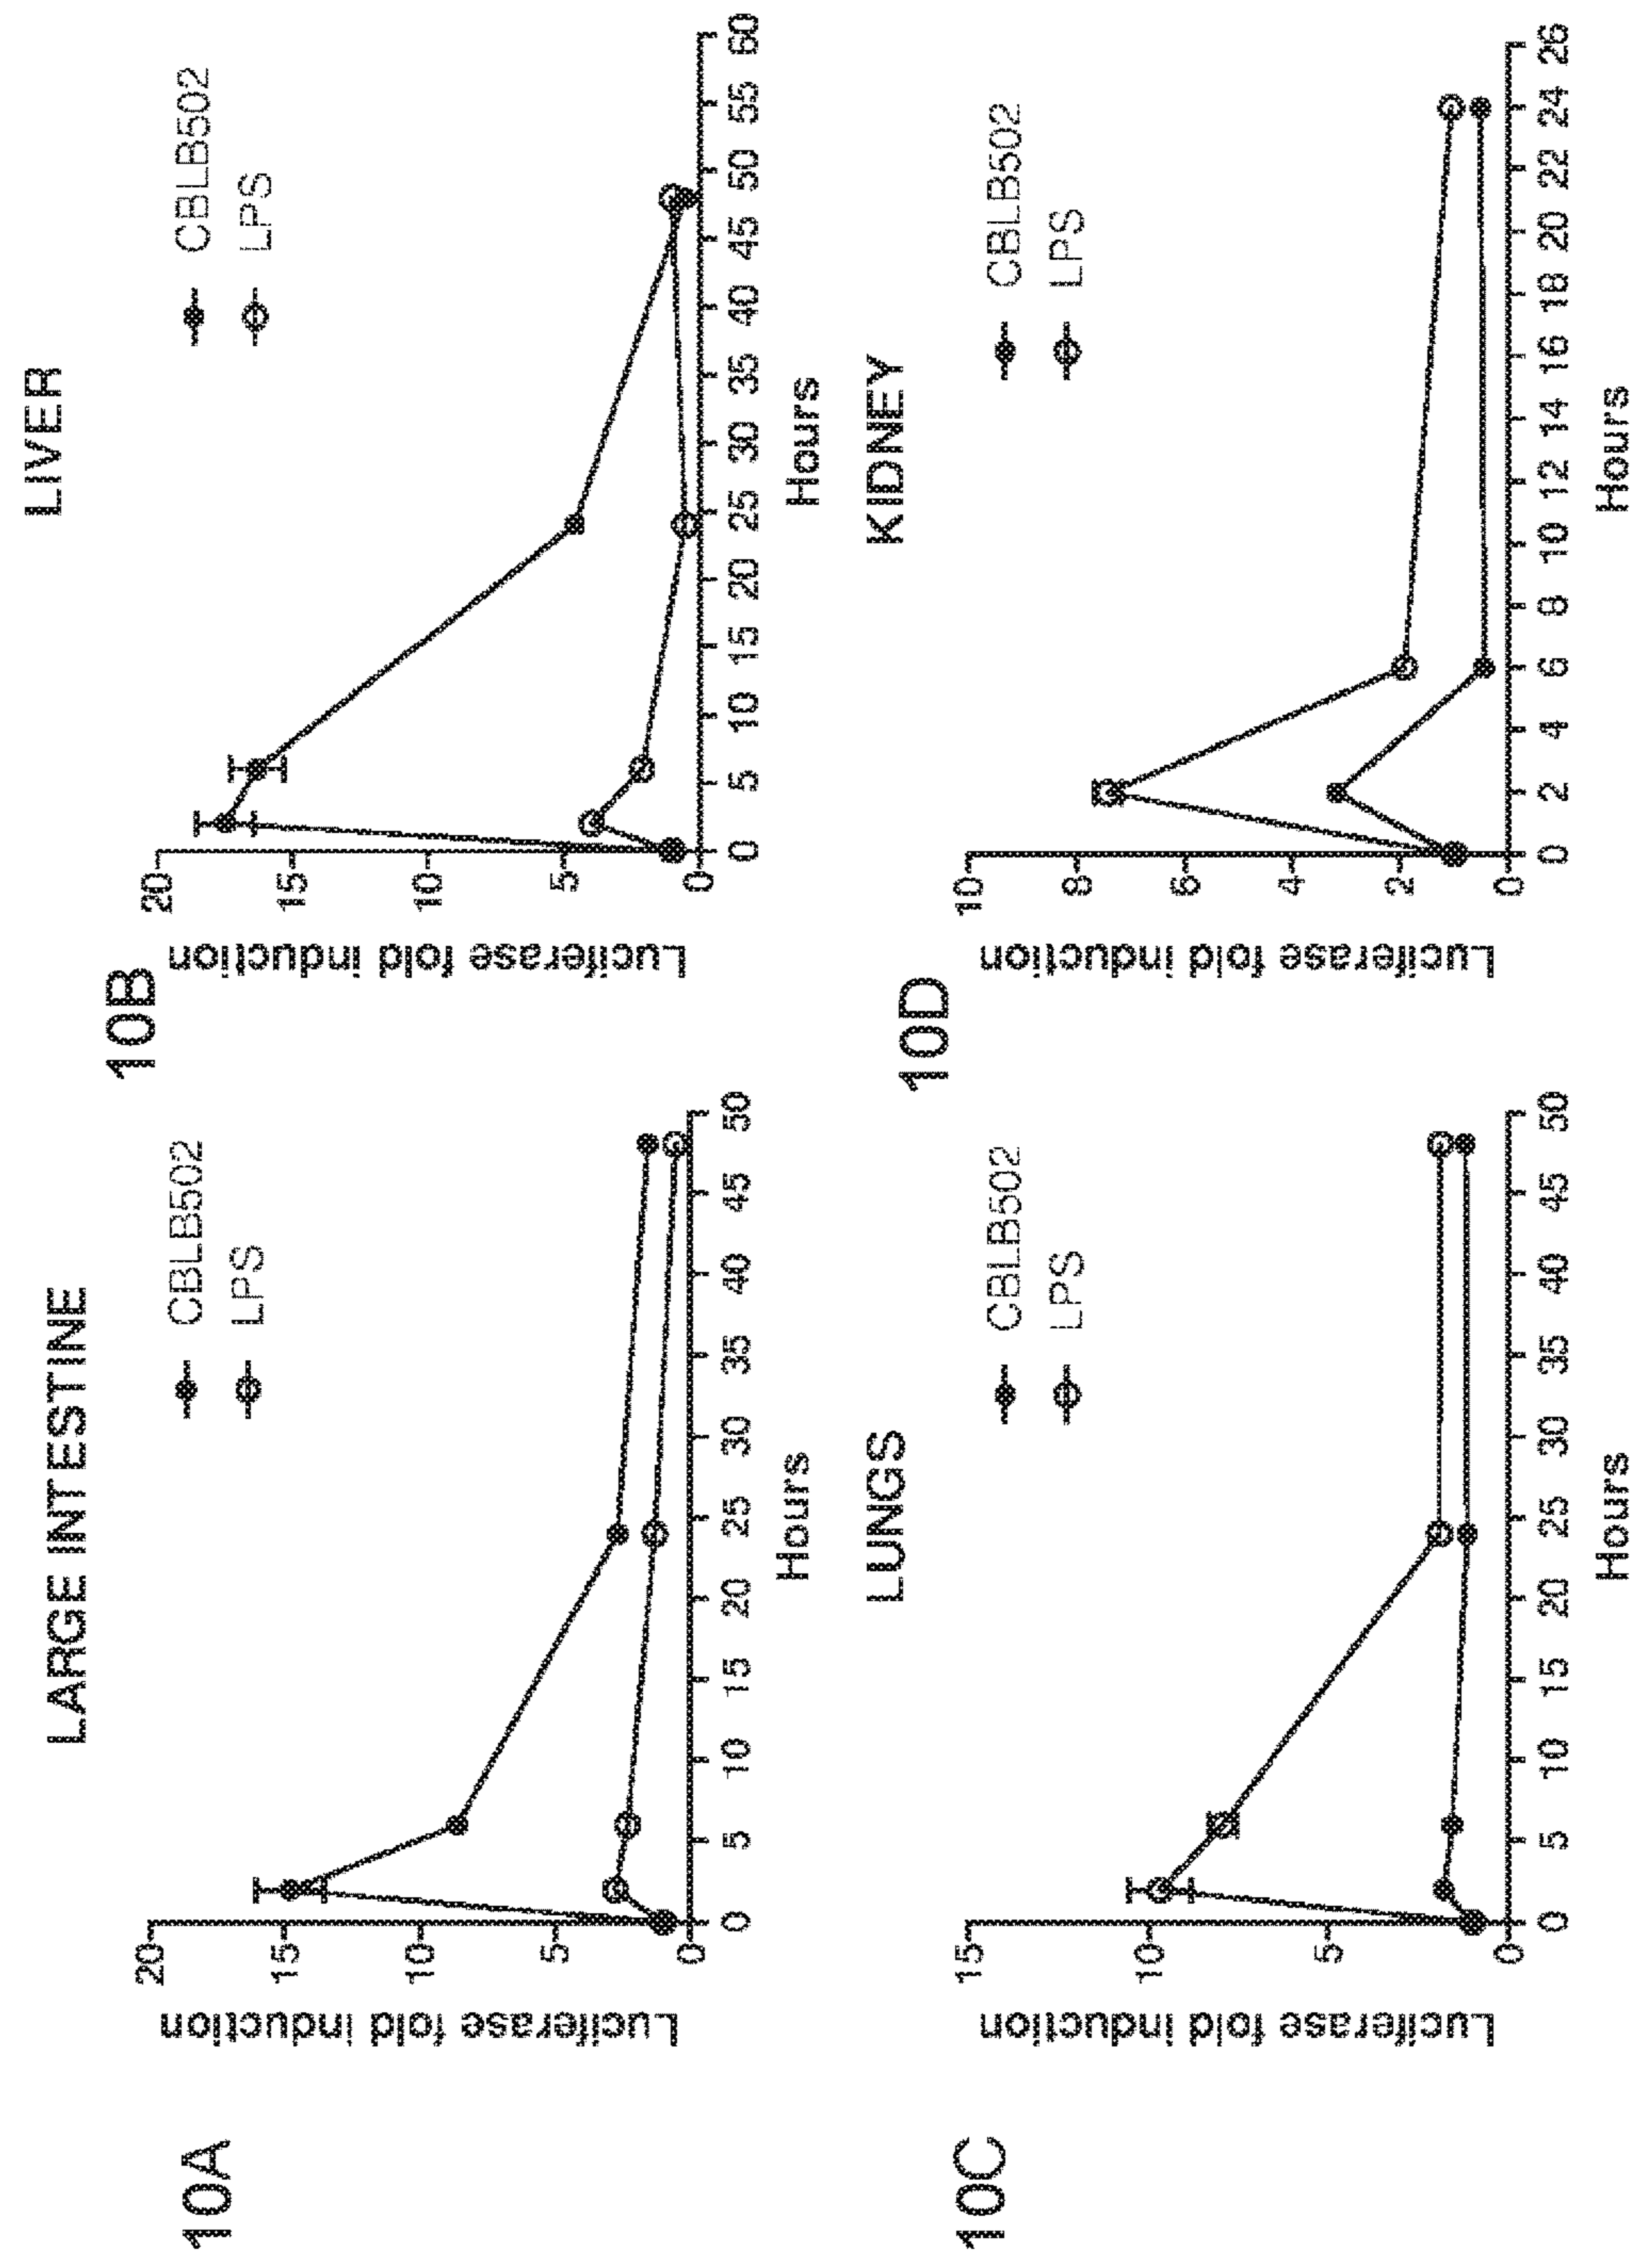 10A
LARGE INTESTINE
Luciferase fold induction
20
15
10
5
0
CBLB502
LPS
0 5 10 15 20 25 30 35 40 45 50
Hours
10B
LIVER
Luciferase fold induction
20
15
10
5
0
CBLB502
LPS
0 5 10 15 20 25 30 35 40 45 50 55 60
Hours
10C
LUNGS
Luciferase fold induction
15
10
5
0
CBLB502
LPS
0 5 10 15 20 25 30 35 40 45 50
Hours
10D
KIDNEY
Luciferase fold induction
10
8
6
4
2
0
CBLB502
LPS
0 2 4 6 8 10 12 14 16 18 20 22 24 26
Hours